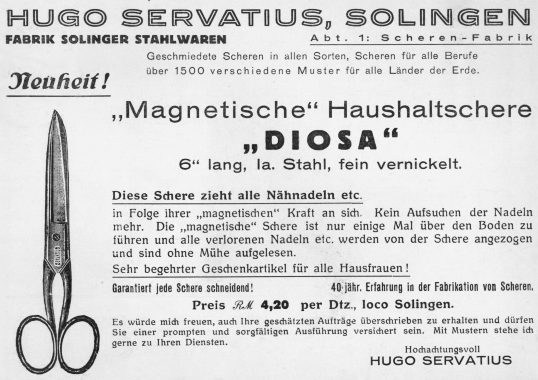 HUGO SERVATIUS, SOLINGEN
FABRIK SOLINGER STAHLWAREN
Abt. 1: Scheren-Fabrik
Geschmiedete Scheren in allen Sorten, Scheren für alle Berufe
über 1500 verschiedene Muster für alle Länder der Erde.
Neuheit!
„Magnetische“ Haushaltschere
„DIOSA“
6“ lang, Ia. Stahl, fein vernickelt.
Diese Schere zieht alle Nähnadeln etc.
in Folge ihrer „magnetischen“ Kraft an sich. Kein Aufsuchen der Nadeln
mehr. Die „magnetische“ Schere ist nur einige Mal über den Boden zu
führen und alle verlorenen Nadeln etc. werden von der Schere angezogen
und sind ohne Mühe aufgelesen.
Sehr begehrter Geschenkartikel für alle Hausfrauen!
Garantiert jede Schere schneidend!
40-jähr. Erfahrung in der Fabrikation von Scheren.
Preis RM 4,20 per Dtz., loco Solingen.
Es würde mich freuen, auch Ihre geschätzten Aufträge überschrieben zu erhalten und dürfen
Sie einer prompten und sorgfältigen Ausführung versichert sein. Mit Mustern stehe ich
gerne zu Ihren Diensten.
Hochachtungsvoll
HUGO SERVATIUS